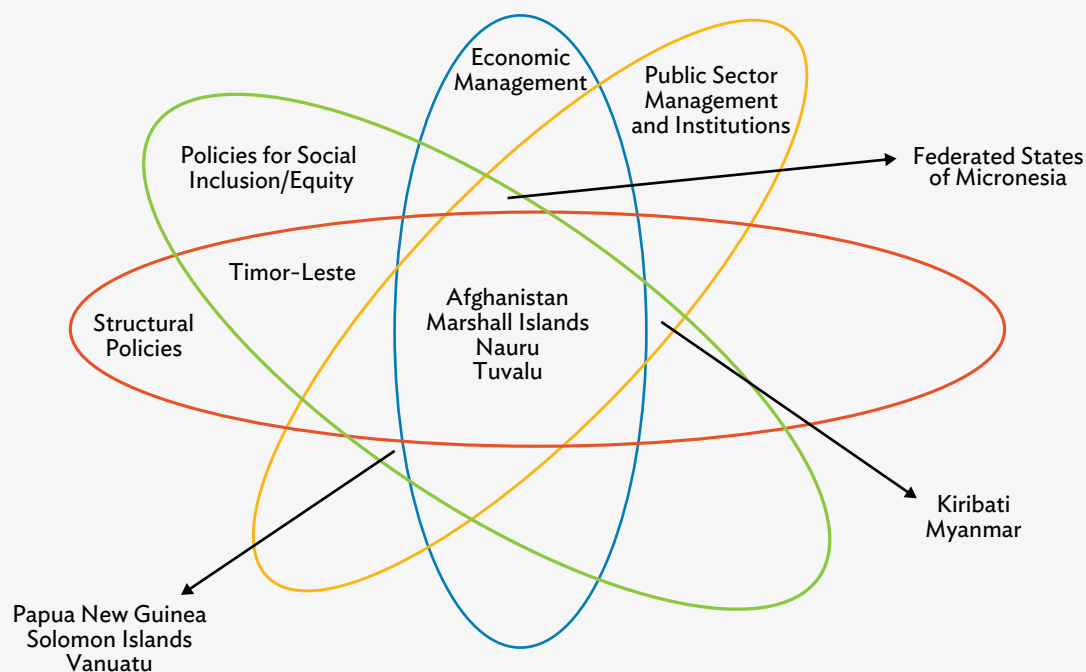 Economic
Management
Public Sector
Management
and Institutions
Policies for Social
Inclusion/Equity
Federated States
of Micronesia
Timor-Leste
Structural
Policies
Afghanistan
Marshall Islands
Nauru
Tuvalu
Kiribati
Myanmar
Papua New Guinea
Solomon Islands
Vanuatu